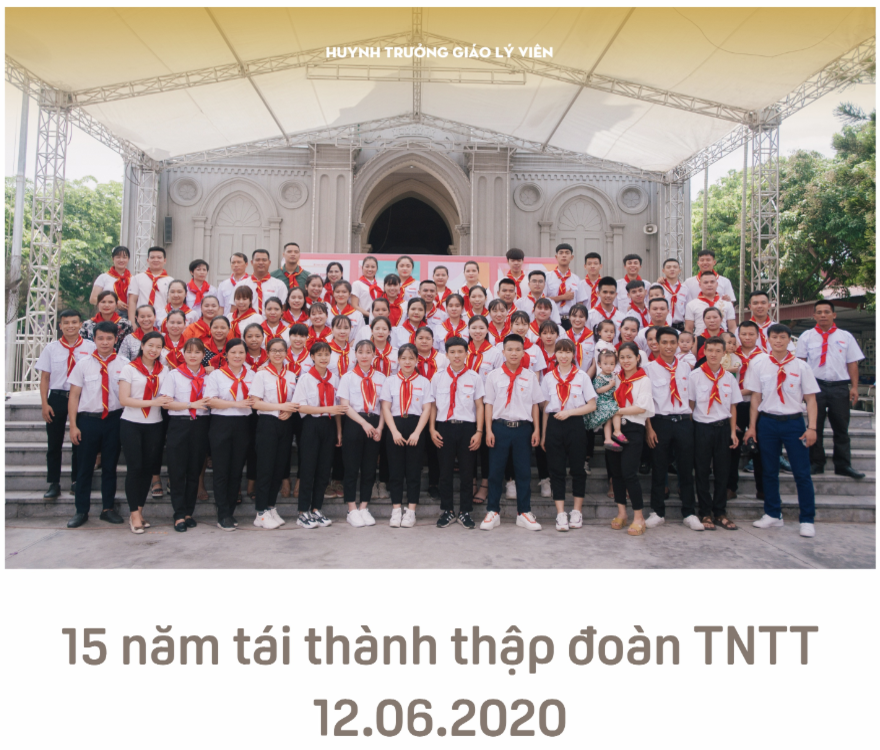 HUYNH TRƯỞNG GIÁO LÝ VIÊN
15 năm tái thành thập đoàn TNTT
12.06.2020